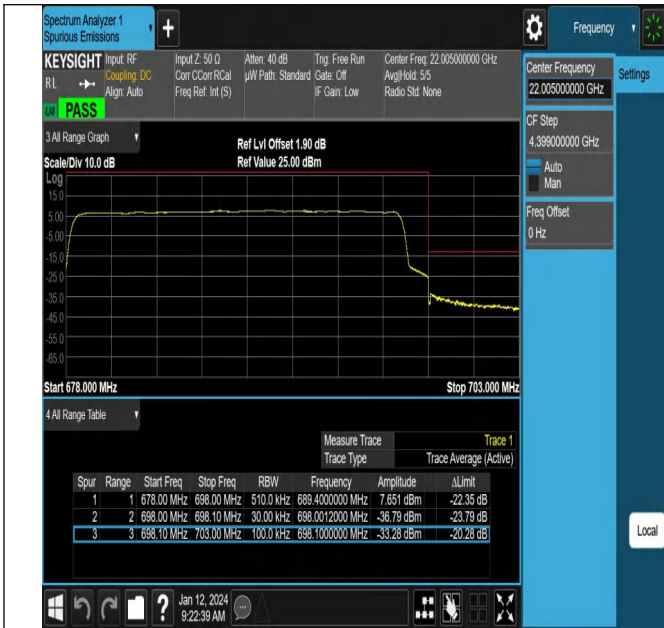 Spectrum Analyzer 1
Spurious Emissions
+
Frequency
KEYSIGHT
RL
Input: RF
Coupling: DC
Align: Auto
Input Z: 50 Ω
Corr CCorr RCal
Freq Ref: Int (S)
Atten: 40 dB
µW Path: Standard
Trig: Free Run
Gate: Off
IF Gain: Low
Center Freq: 22.005000000 GHz
Avg|Hold: 5/5
Radio Std: None
PASS
Center Frequency
22.005000000 GHz
Settings
CF Step
4.399000000 GHz
Auto
Man
Freq Offset
0 Hz
3 All Range Graph
Scale/Div 10.0 dB
Ref Lvl Offset 1.90 dB
Ref Value 25.00 dBm
Log
15.0
5.00
-5.00
-15.0
-25.0
-35.0
-45.0
-55.0
-65.0
Start 678.000 MHz
Stop 703.000 MHz
4 All Range Table
Measure Trace Trace 1
Trace Type Trace Average (Active)
Spur Range Start Freq Stop Freq RBW Frequency Amplitude ΔLimit
1 1 678.00 MHz 698.00 MHz 510.0 kHz 689.4000000 MHz 7.651 dBm -22.35 dB
2 2 698.00 MHz 698.10 MHz 30.00 kHz 698.0012000 MHz -36.79 dBm -23.79 dB
3 3 698.10 MHz 703.00 MHz 100.0 kHz 698.1000000 MHz -33.28 dBm -20.28 dB
Local
?
Jan 12, 2024
9:22:39 AM